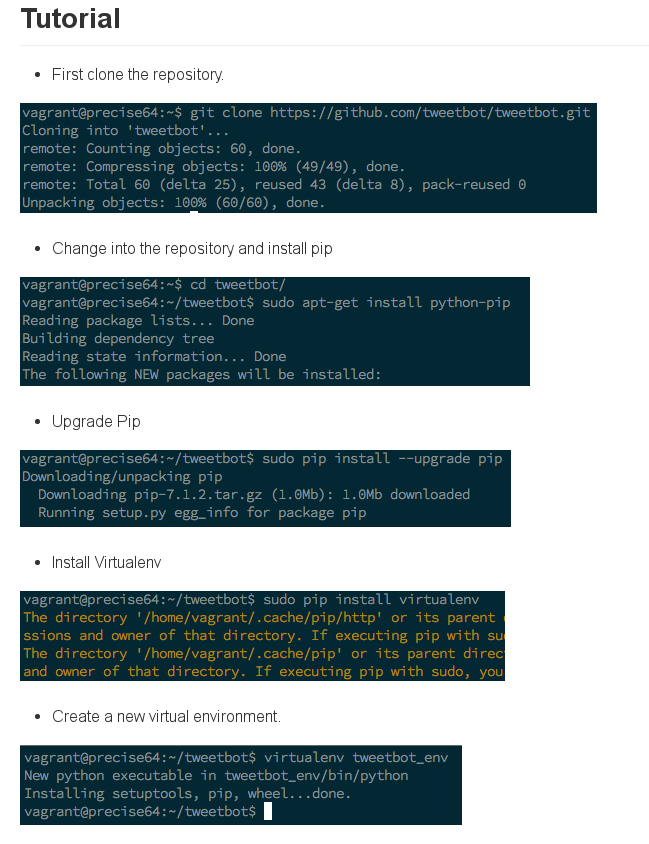 Tutorial
First clone the repository.
vagrant@precise64:~$ git clone https://github.com/tweetbot/tweetbot.git
Cloning into 'tweetbot'...
remote: Counting objects: 60, done.
remote: Compressing objects: 100% (49/49), done.
remote: Total 60 (delta 25), reused 43 (delta 8), pack-reused 0
Unpacking objects: 100% (60/60), done.
Change into the repository and install pip
vagrant@precise64:~$ cd tweetbot/
vagrant@precise64:~/tweetbot$ sudo apt-get install python-pip
Reading package lists... Done
Building dependency tree
Reading state information... Done
The following NEW packages will be installed:
Upgrade Pip
vagrant@precise64:~/tweetbot$ sudo pip install --upgrade pip
Downloading/unpacking pip
Downloading pip-7.1.2.tar.gz (1.0Mb): 1.0Mb downloaded
Running setup.py egg_info for package pip
Install Virtualenv
vagrant@precise64:~/tweetbot$ sudo pip install virtualenv
The directory '/home/vagrant/.cache/pip/http' or its parent
ssions and owner of that directory. If executing pip with
The directory '/home/vagrant/.cache/pip' or its parent direc
and owner of that directory. If executing pip with sudo, you
Create a new virtual environment.
vagrant@precise64:~/tweetbot$ virtualenv tweetbot_env
New python executable in tweetbot_env/bin/python
Installing setuptools, pip, wheel...done.
vagrant@precise64:~/tweetbot$